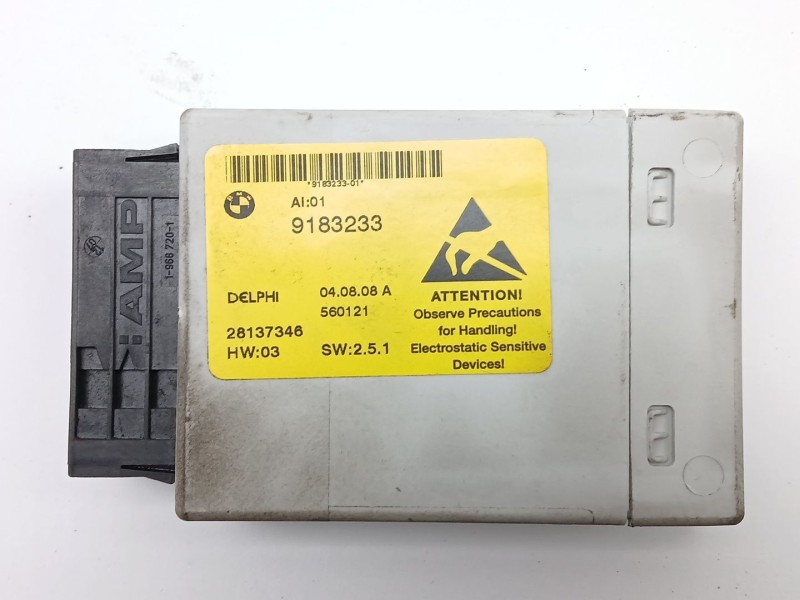 *9183233-01*
BMW
AI:01
9183233
DELPHI
04.08.08 A
560121
28137346
HW:03
SW:2.5.1
ATTENTION!
Observe Precautions
for Handling!
Electrostatic Sensitive
Devices!
AMP
1-968 720-1